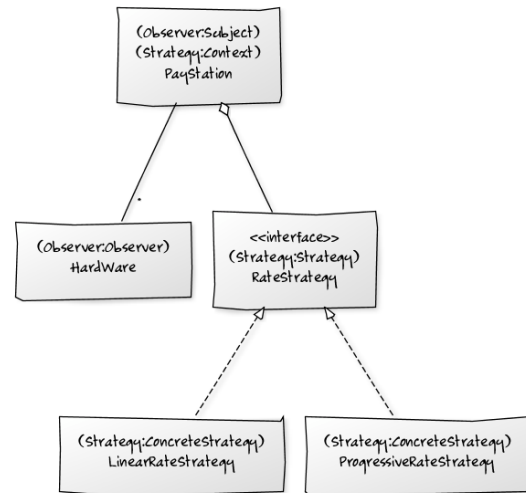 (Observer:Subject)
(Strategy:Context)
PayStation
(Observer:Observer)
HardWare
<<interface>>
(Strategy:Strategy)
RateStrategy
(Strategy:ConcreteStrategy)
LinearRateStrategy
(Strategy:ConcreteStrategy)
ProgressiveRateStrategy